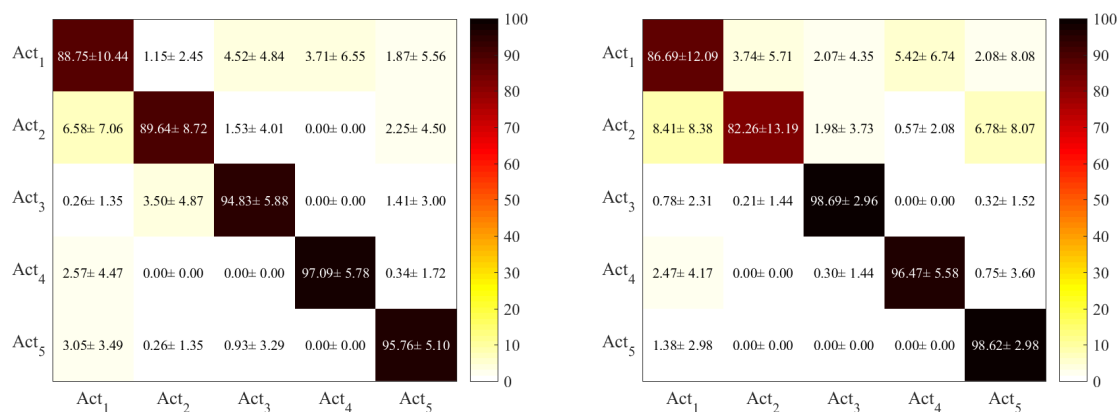 Act1 88.75±10.44 1.15± 2.45 4.52± 4.84 3.71± 6.55 1.87± 5.56
Act2 6.58± 7.06 89.64± 8.72 1.53± 4.01 0.00± 0.00 2.25± 4.50
Act3 0.26± 1.35 3.50± 4.87 94.83± 5.88 0.00± 0.00 1.41± 3.00
Act4 2.57± 4.47 0.00± 0.00 0.00± 0.00 97.09± 5.78 0.34± 1.72
Act5 3.05± 3.49 0.26± 1.35 0.93± 3.29 0.00± 0.00 95.76± 5.10
Act1 Act2 Act3 Act4 Act5
100
90
80
70
60
50
40
30
20
10
0
Act1 86.69±12.09 3.74± 5.71 2.07± 4.35 5.42± 6.74 2.08± 8.08
Act2 8.41± 8.38 82.26±13.19 1.98± 3.73 0.57± 2.08 6.78± 8.07
Act3 0.78± 2.31 0.21± 1.44 98.69± 2.96 0.00± 0.00 0.32± 1.52
Act4 2.47± 4.17 0.00± 0.00 0.30± 1.44 96.47± 5.58 0.75± 3.60
Act5 1.38± 2.98 0.00± 0.00 0.00± 0.00 0.00± 0.00 98.62± 2.98
Act1 Act2 Act3 Act4 Act5
100
90
80
70
60
50
40
30
20
10
0